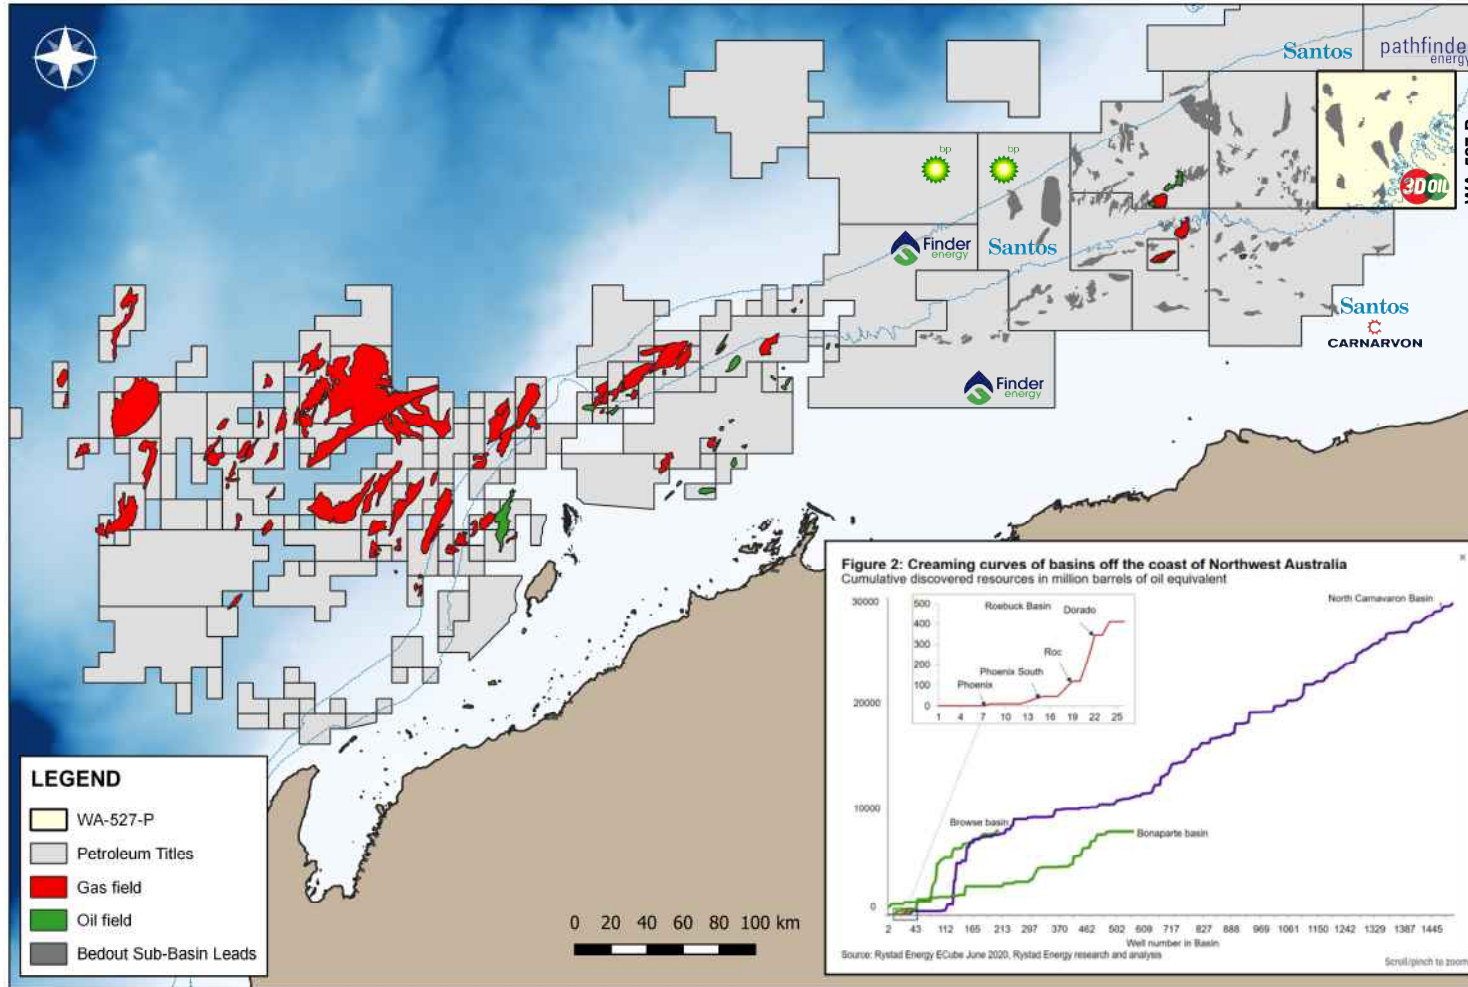 Santos
pathfinder
energy
bp
bp
WA-527-P
3D OIL
Finder
energy
Santos
Santos
CARNARVON
Finder
energy
LEGEND
WA-527-P
Petroleum Titles
Gas field
Oil field
Bedout Sub-Basin Leads
0 20 40 60 80 100 km
Figure 2: Creaming curves of basins off the coast of Northwest Australia
Cumulative discovered resources in million barrels of oil equivalent
30000
20000
10000
0
500
400
300
200
100
0
Roebuck Basin
Dorado
Roc
Phoenix South
Phoenix
1 4 7 10 13 16 19 22 25
North Carnavaron Basin
Browse basin
Bonaparte basin
2 43 112 165 213 297 370 462 502 609 717 827 888 969 1061 1150 1242 1329 1387 1445
Well number in Basin
Source: Rystad Energy ECube June 2020, Rystad Energy research and analysis
Scroll/pinch to zoom